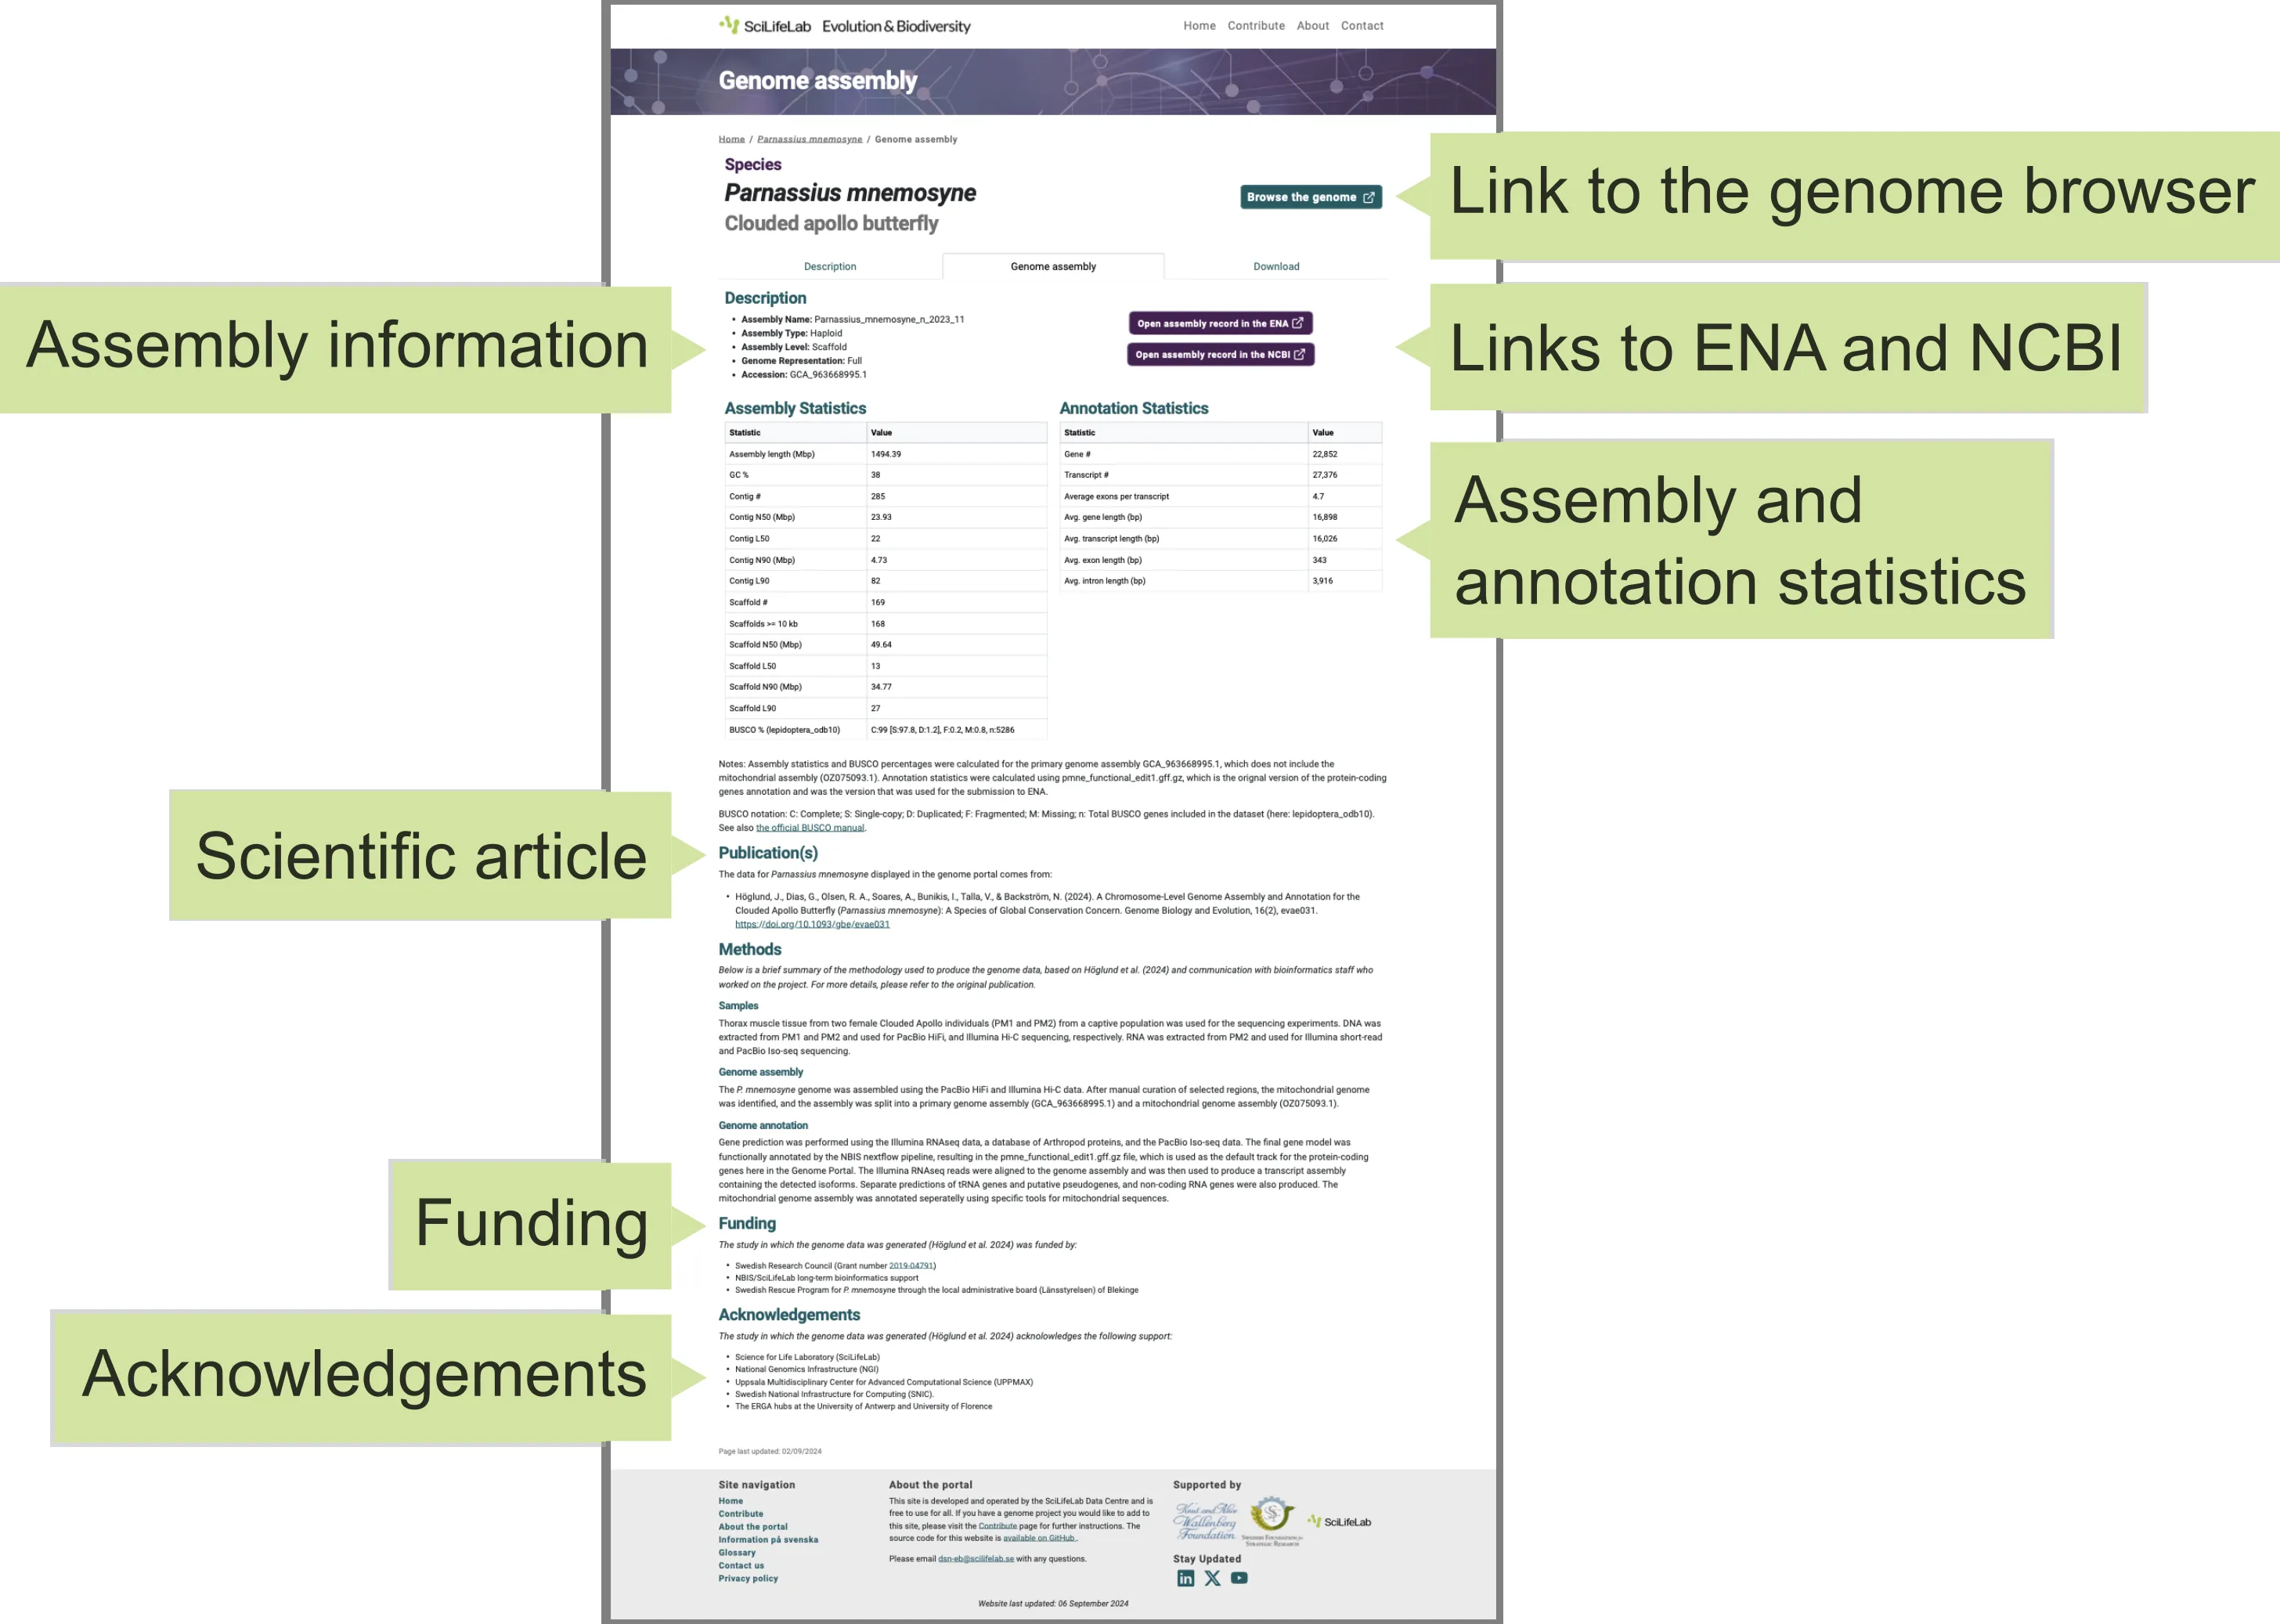 SciLifeLab Evolution & Biodiversity
Home Contribute About Contact
Genome assembly
Home / Parnassius mnemosyne / Genome assembly
Species
Parnassius mnemosyne
Clouded apollo butterfly
Browse the genome
Link to the genome browser
Description Genome assembly Download
Assembly information
Description
• Assembly Name: Parnassius_mnemosyne_n_2023_11
• Assembly Type: Haploid
• Assembly Level: Scaffold
• Genome Representation: Full
• Accession: GCA_963668995.1
Open assembly record in the ENA
Open assembly record in the NCBI
Links to ENA and NCBI
Assembly Statistics
Statistic Value
Assembly length (Mbp) 1494.39
GC % 38
Contig # 285
Contig N50 (Mbp) 23.93
Contig L50 22
Contig N90 (Mbp) 4.73
Contig L90 82
Scaffold # 169
Scaffolds >= 10 kb 168
Scaffold N50 (Mbp) 49.64
Scaffold L50 13
Scaffold N90 (Mbp) 34.77
Scaffold L90 27
BUSCO % (lepidoptera_odb10) C:99 [S:97.8, D:1.2], F:0.2, M:0.8, n:5286
Annotation Statistics
Statistic Value
Gene # 22,852
Transcript # 27,376
Average exons per transcript 4.7
Avg. gene length (bp) 16,898
Avg. transcript length (bp) 16,026
Avg. exon length (bp) 343
Avg. intron length (bp) 3,916
Assembly and
annotation statistics
Notes: Assembly statistics and BUSCO percentages were calculated for the primary genome assembly GCA_963668995.1, which does not include the
mitochondrial assembly (OZ075093.1). Annotation statistics were calculated using pmne_functional_edit1.gff.gz, which is the orignal version of the protein-coding
genes annotation and was the version that was used for the submission to ENA.
BUSCO notation: C: Complete; S: Single-copy; D: Duplicated; F: Fragmented; M: Missing; n: Total BUSCO genes included in the dataset (here: lepidoptera_odb10).
See also the official BUSCO manual.
Scientific article
Publication(s)
The data for Parnassius mnemosyne displayed in the genome portal comes from:
• Höglund, J., Dias, G., Olsen, R. A., Soares, A., Bunikis, I., Talla, V., & Backström, N. (2024). A Chromosome-Level Genome Assembly and Annotation for the
Clouded Apollo Butterfly (Parnassius mnemosyne): A Species of Global Conservation Concern. Genome Biology and Evolution, 16(2), evae031.
https://doi.org/10.1093/gbe/evae031
Methods
Below is a brief summary of the methodology used to produce the genome data, based on Höglund et al. (2024) and communication with bioinformatics staff who
worked on the project. For more details, please refer to the original publication.
Samples
Thorax muscle tissue from two female Clouded Apollo individuals (PM1 and PM2) from a captive population was used for the sequencing experiments. DNA was
extracted from PM1 and PM2 and used for PacBio HiFi, and Illumina Hi-C sequencing, respectively. RNA was extracted from PM2 and used for Illumina short-read
and PacBio Iso-seq sequencing.
Genome assembly
The P. mnemosyne genome was assembled using the PacBio HiFi and Illumina Hi-C data. After manual curation of selected regions, the mitochondrial genome
was identified, and the assembly was split into a primary genome assembly (GCA_963668995.1) and a mitochondrial genome assembly (OZ075093.1).
Genome annotation
Gene prediction was performed using the Illumina RNAseq data, a database of Arthropod proteins, and the PacBio Iso-seq data. The final gene model was
functionally annotated by the NBIS nextflow pipeline, resulting in the pmne_functional_edit1.gff.gz file, which is used as the default track for the protein-coding
genes here in the Genome Portal. The Illumina RNAseq reads were aligned to the genome assembly and was then used to produce a transcript assembly
containing the detected isoforms. Separate predictions of tRNA genes and putative pseudogenes, and non-coding RNA genes were also produced. The
mitochondrial genome assembly was annotated seperatelly using specific tools for mitochondrial sequences.
Funding
Funding
The study in which the genome data was generated (Höglund et al. 2024) was funded by:
• Swedish Research Council (Grant number 2019-04791)
• NBIS/SciLifeLab long-term bioinformatics support
• Swedish Rescue Program for P. mnemosyne through the local administrative board (Länsstyrelsen) of Blekinge
Acknowledgements
Acknowledgements
The study in which the genome data was generated (Höglund et al. 2024) acknolowledges the following support:
• Science for Life Laboratory (SciLifeLab)
• National Genomics Infrastructure (NGI)
• Uppsala Multidisciplinary Center for Advanced Computational Science (UPPMAX)
• Swedish National Infrastructure for Computing (SNIC).
• The ERGA hubs at the University of Antwerp and University of Florence
Page last updated: 02/09/2024
Site navigation
Home
Contribute
About the portal
Information på svenska
Glossary
Contact us
Privacy policy
About the portal
This site is developed and operated by the SciLifeLab Data Centre and is
free to use for all. If you have a genome project you would like to add to
this site, please visit the Contribute page for further instructions. The
source code for this website is available on GitHub.
Please email dsn-eb@scilifelab.se with any questions.
Supported by
Knut and Alice
Wallenberg
Foundation
Swedish Foundation for
Strategic Research
SciLifeLab
Stay Updated
Website last updated: 06 September 2024